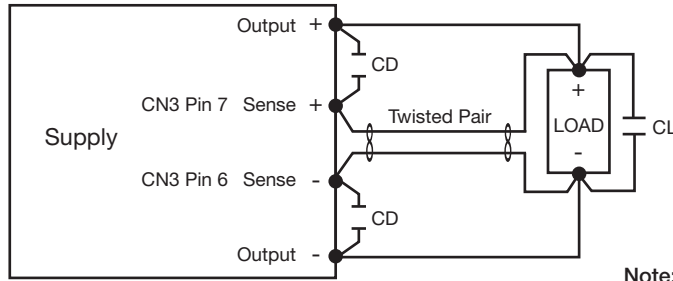 Output +
CD
CN3 Pin 7 Sense +
Twisted Pair
+
LOAD
-
CL
Supply
CN3 Pin 6 Sense -
CD
Output -
Note: